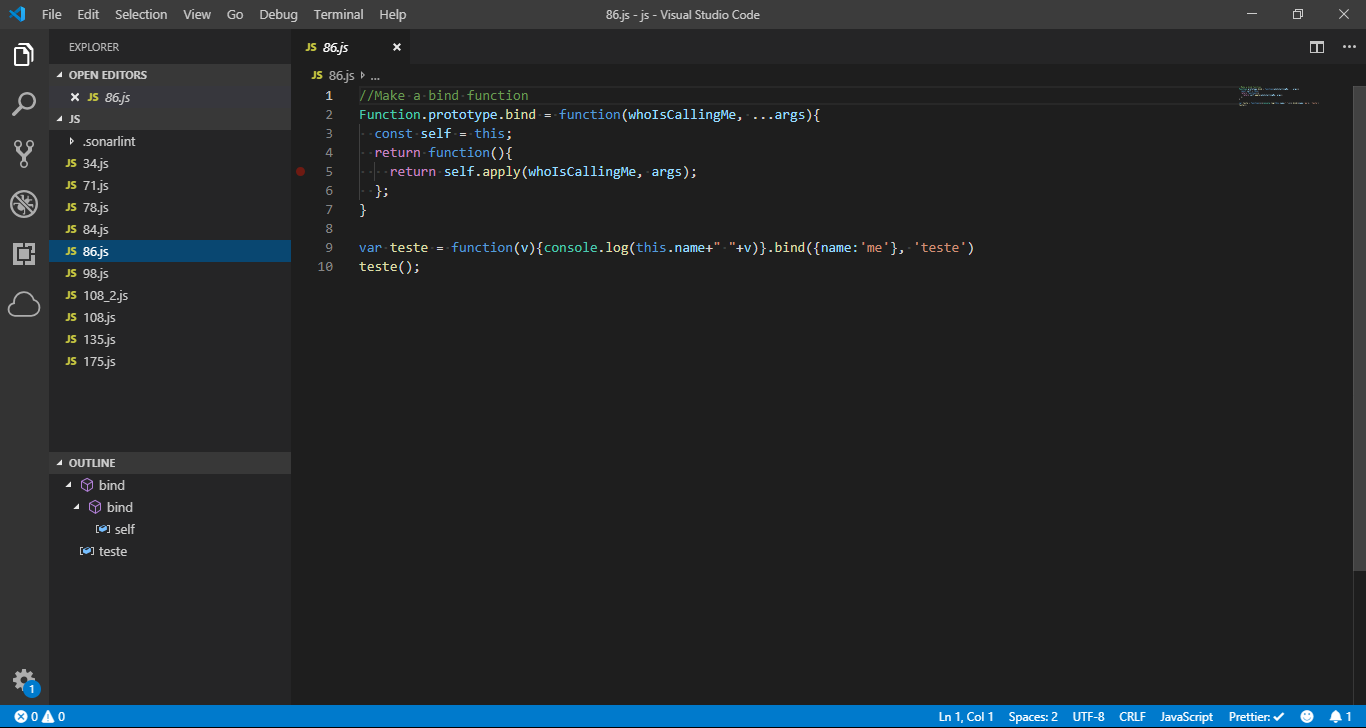 File Edit Selection View Go Debug Terminal Help
86.js - js - Visual Studio Code
EXPLORER
OPEN EDITORS
JS 86.js
JS
.sonarlint
JS 34.js
JS 71.js
JS 78.js
JS 84.js
JS 86.js
JS 98.js
JS 108_2.js
JS 108.js
JS 135.js
JS 175.js
OUTLINE
bind
bind
self
teste
1
JS 86.js
JS 86.js ...
1 //Make a bind function
2 Function.prototype.bind = function(whoIsCallingMe, ...args){
3 const self = this;
4 return function(){
5 return self.apply(whoIsCallingMe, args);
6 };
7 }
8
9 var teste = function(v){console.log(this.name+" "+v)}.bind({name:'me'}, 'teste')
10 teste();
0 0
Ln 1, Col 1 Spaces: 2 UTF-8 CRLF JavaScript Prettier: ✓ 1